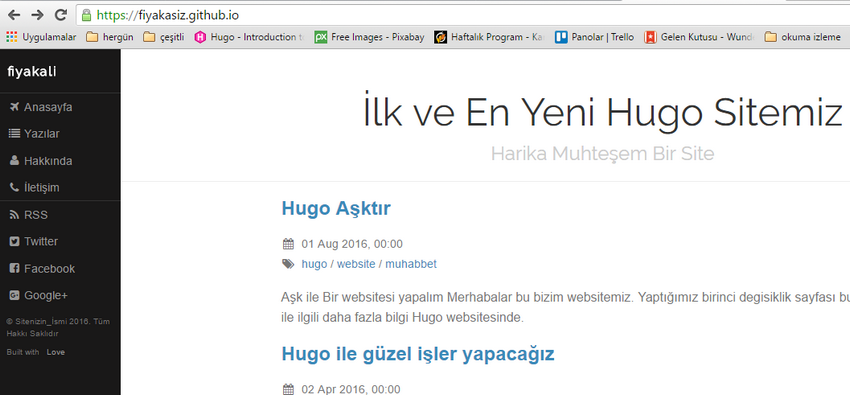 https://fiyakasiz.github.io
Uygulamalar hergün çeşitli Hugo - Introduction Free Images - Pixabay Haftalık Program - Ka Panolar | Trello Gelen Kutusu - Wund okuma izleme
fiyakali
Anasayfa
Yazılar
Hakkında
İletişim
RSS
Twitter
Facebook
Google+
© Sitenizin_İsmi 2016. Tüm
Hakkı Saklıdır
Built with Love
İlk ve En Yeni Hugo Sitemiz
Harika Muhteşem Bir Site
Hugo Aşktır
01 Aug 2016, 00:00
hugo / website / muhabbet
Aşk ile Bir websitesi yapalım Merhabalar bu bizim websitemiz. Yaptığımız birinci degisiklik sayfası bu
ile ilgili daha fazla bilgi Hugo websitesinde.
Hugo ile güzel işler yapacağız
02 Apr 2016, 00:00